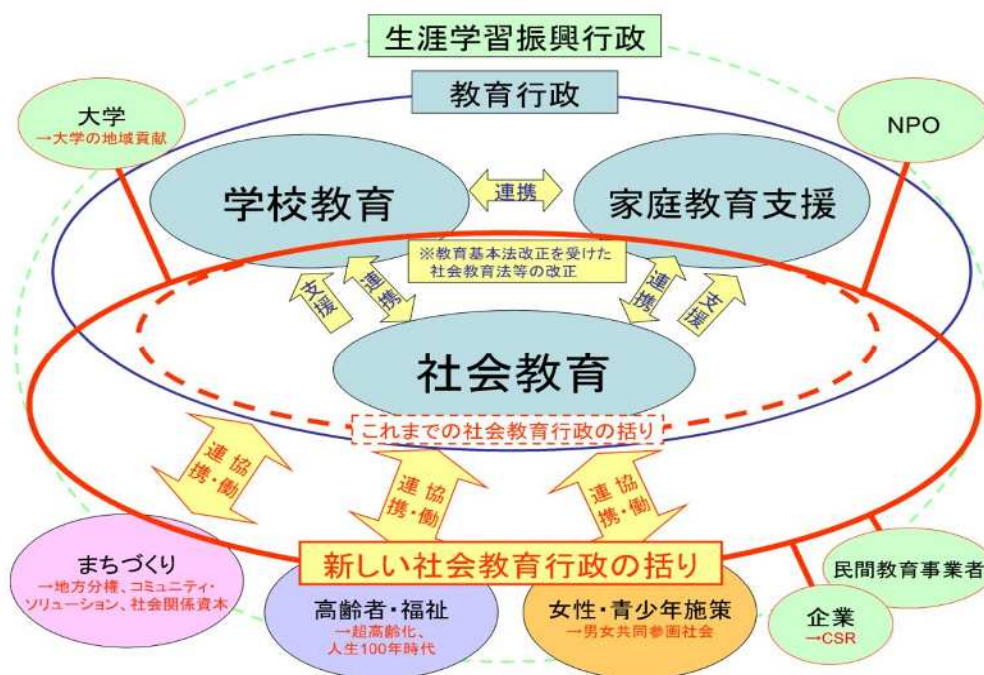 生涯学習振興行政
教育行政
大学
→大学の地域貢献
NPO
学校教育
連携
家庭教育支援
※教育基本法改正を受けた
社会教育法等の改正
支援
連携
連携
支援
社会教育
これまでの社会教育行政の括り
連携・協働
連携・協働
連携・協働
新しい社会教育行政の括り
まちづくり
→地方分権、コミュニティ・
ソリューション、社会関係資本
高齢者・福祉
→超高齢化、
人生100年時代
女性・青少年施策
→男女共同参画社会
民間教育事業者
企業
→CSR